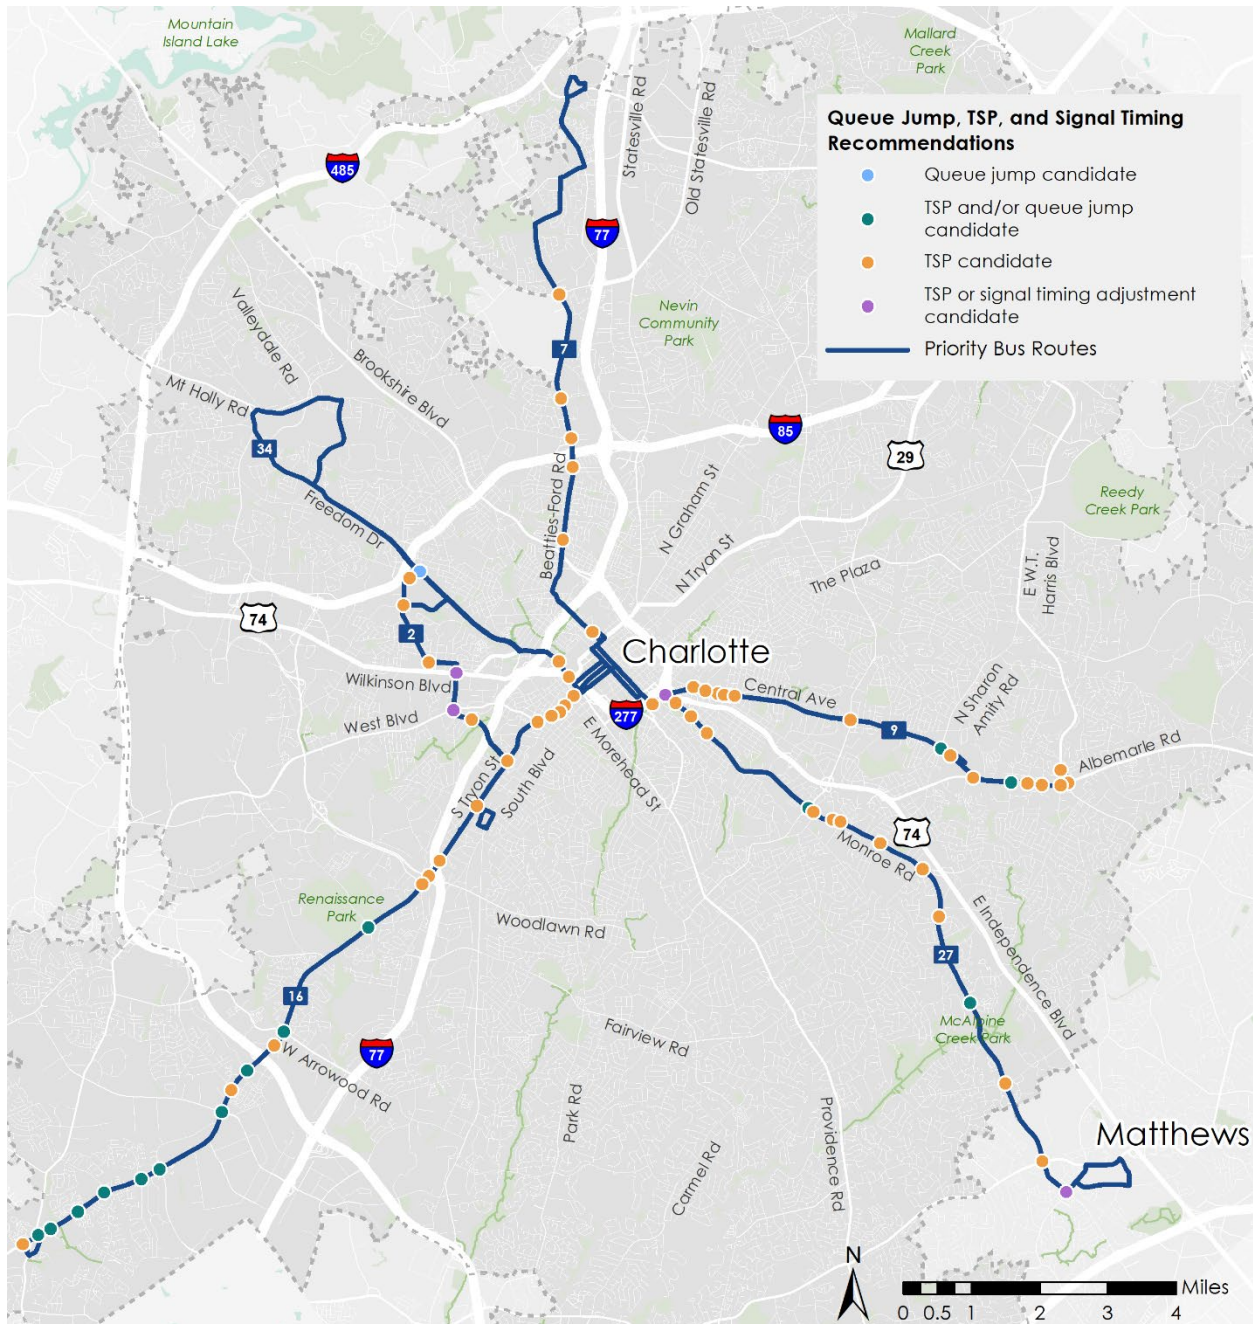 Mountain
Island Lake
Mallard
Creek
Park
Statesville Rd
Old Statesville Rd
Queue Jump, TSP, and Signal Timing
Recommendations
Queue jump candidate
TSP and/or queue jump
candidate
TSP candidate
TSP or signal timing adjustment
candidate
Priority Bus Routes
485
77
Nevin
Community
Park
Valleydale Rd
Brookshire Blvd
Mt Holly Rd
7
34
85
29
Freedom Dr
Beatties-Ford Rd
N Graham St
N Tryon St
Reedy
Creek Park
The Plaza
E W.T.
Harris Blvd
74
2
Charlotte
Wilkinson Blvd
West Blvd
277
Central Ave
9
N Sharon
Amity Rd
Albemarle Rd
E Morehead St
S Tryon St
South Blvd
74
Monroe Rd
Renaissance
Park
Woodlawn Rd
E Independence Blvd
27
16
McAlpine
Creek Park
Fairview Rd
77
W Arrowood Rd
Park Rd
Carmel Rd
Providence Rd
Matthews
N
Miles
0 0.5 1 2 3 4